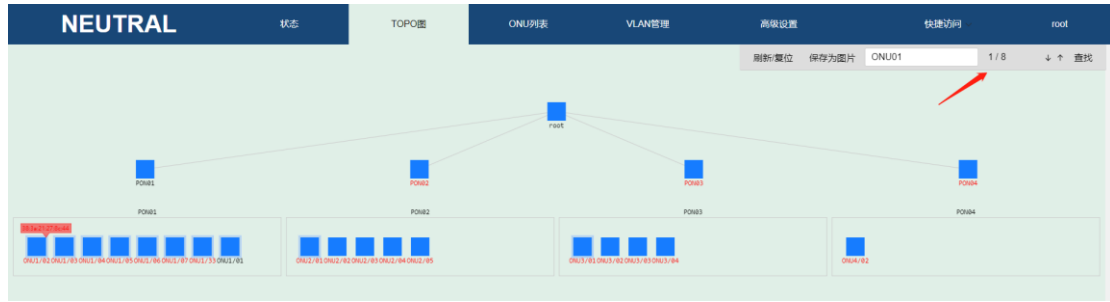 NEUTRAL 状态 TOPO图 ONU列表 VLAN管理 高级设置 快捷访问 root
刷新/复位 保存为图片 ONU01 1 / 8 ↓ ↑ 查找
root
PON01 PON02 PON03 PON04
PON01 PON02 PON03 PON04
ONU1/02 ONU1/03 ONU1/04 ONU1/05 ONU1/06 ONU1/07 ONU1/33 ONU1/01 ONU2/01 ONU2/02 ONU2/03 ONU2/04 ONU2/05 ONU3/01 ONU3/02 ONU3/03 ONU3/04 ONU4/02